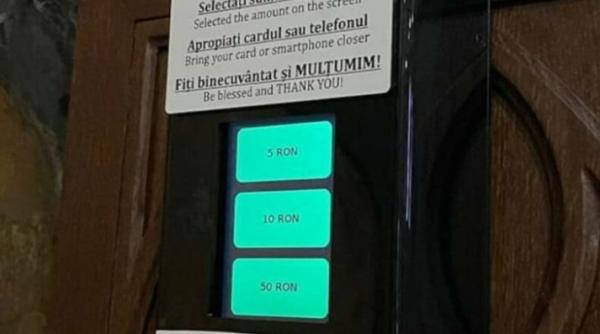 Selectați
Selected the amount on the screen
Apropiați cardul sau telefonul
Bring your card or smartphone closer
Fiți binecuvântat și MULȚUMIM!
Be blessed and THANK YOU!
5 RON
10 RON
50 RON